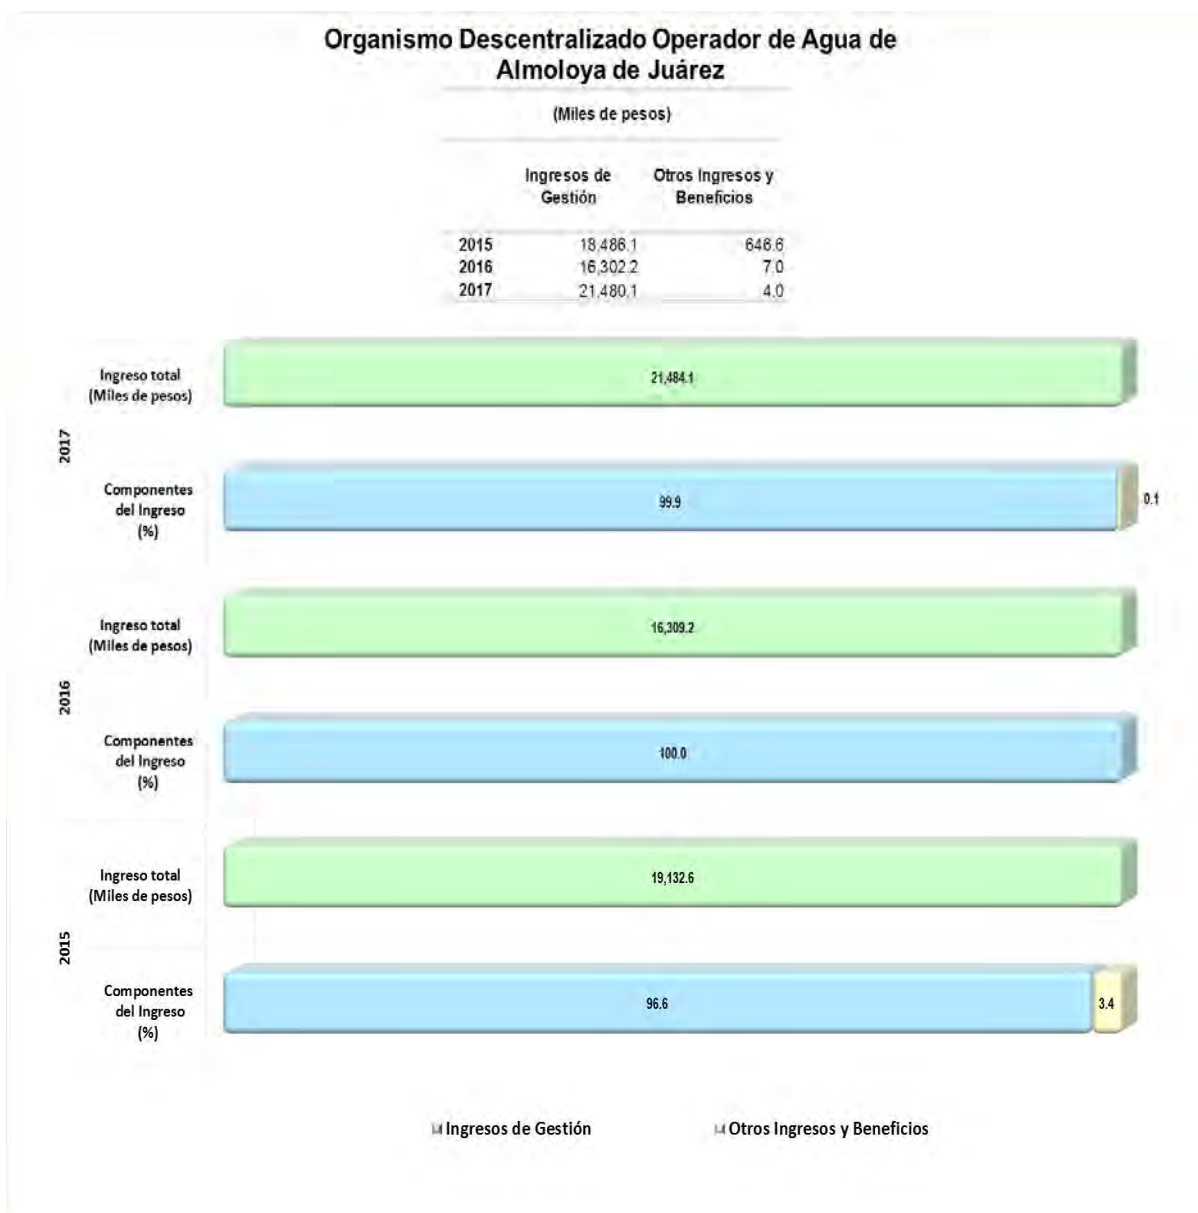 Organismo Descentralizado Operador de Agua de
Almoloya de Juárez
(Miles de pesos)
Ingresos de Gestión Otros Ingresos y Beneficios
2015 18,486.1 646.6
2016 16,302.2 7.0
2017 21,480.1 4.0
2017
Ingreso total
(Miles de pesos)
21,484.1
Componentes
del Ingreso
(%)
99.9
0.1
2016
Ingreso total
(Miles de pesos)
16,309.2
Componentes
del Ingreso
(%)
100.0
2015
Ingreso total
(Miles de pesos)
19,132.6
Componentes
del Ingreso
(%)
96.6
3.4
Ingresos de Gestión Otros Ingresos y Beneficios